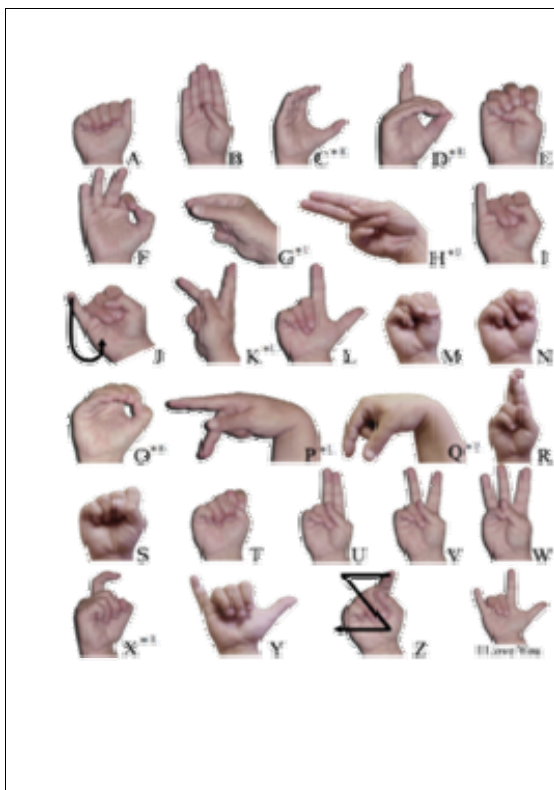 A B C*R D*R E
F G*L H*L I
J K*L L M N
O*R P*L Q*L R
S T U V W
X*R Y Z I Love You